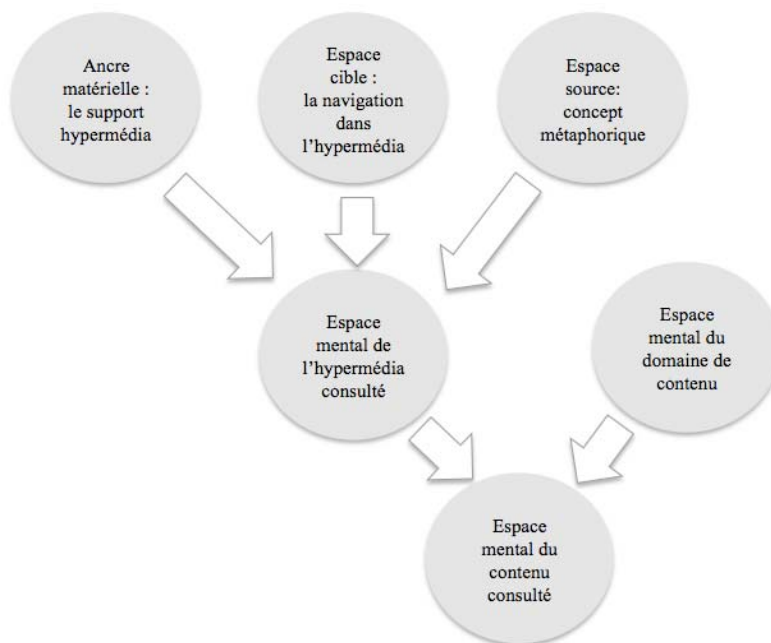 Ancre
matérielle :
le support
hypermédia
Espace
cible :
la navigation
dans
l'hypermédia
Espace
source:
concept
métaphorique
Espace
mental de
l'hypermédia
consulté
Espace
mental du
domaine de
contenu
Espace
mental du
contenu
consulté